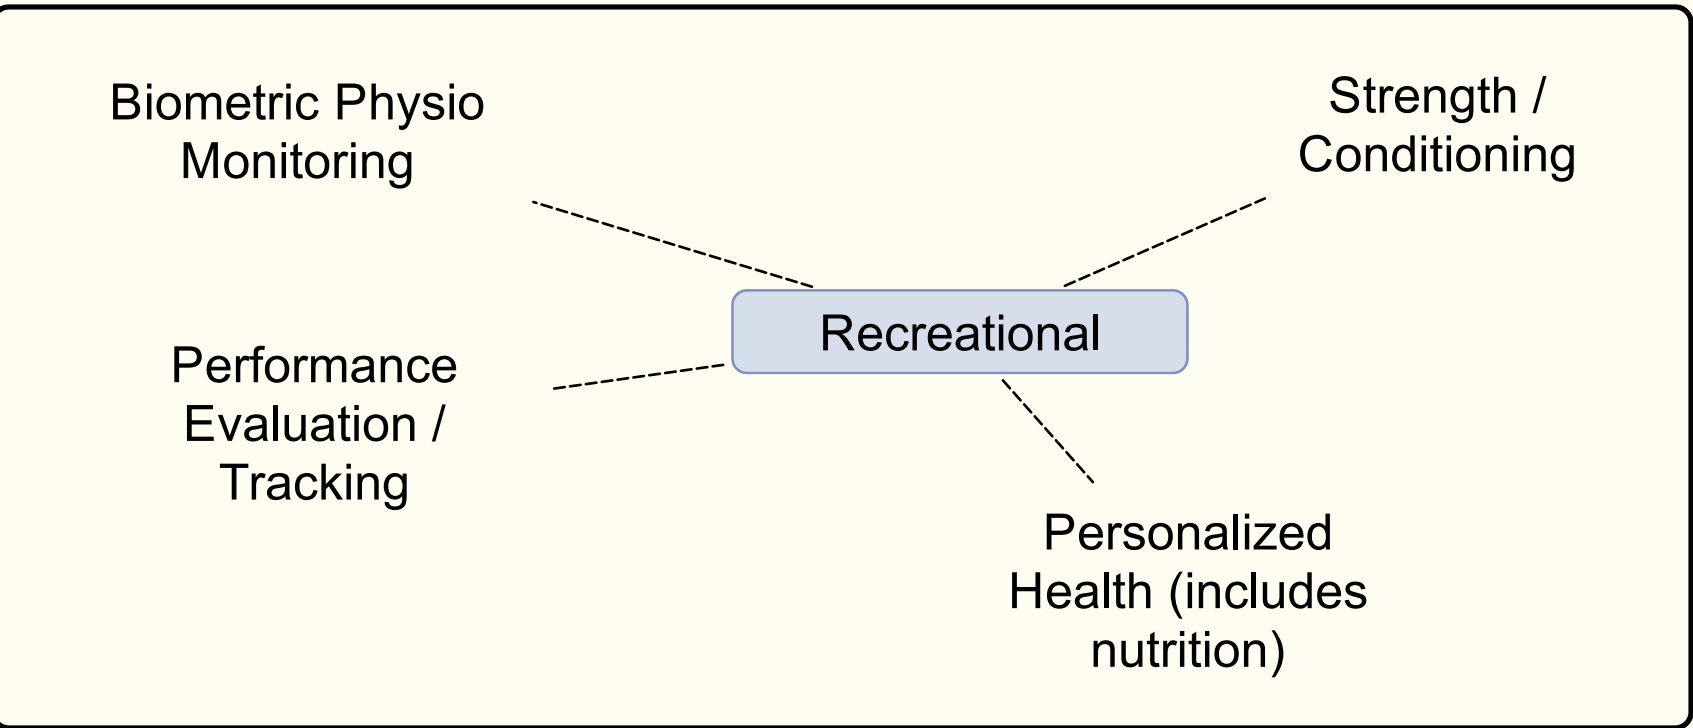 Biometric Physio
Monitoring
Strength /
Conditioning
Recreational
Performance
Evaluation /
Tracking
Personalized
Health (includes
nutrition)